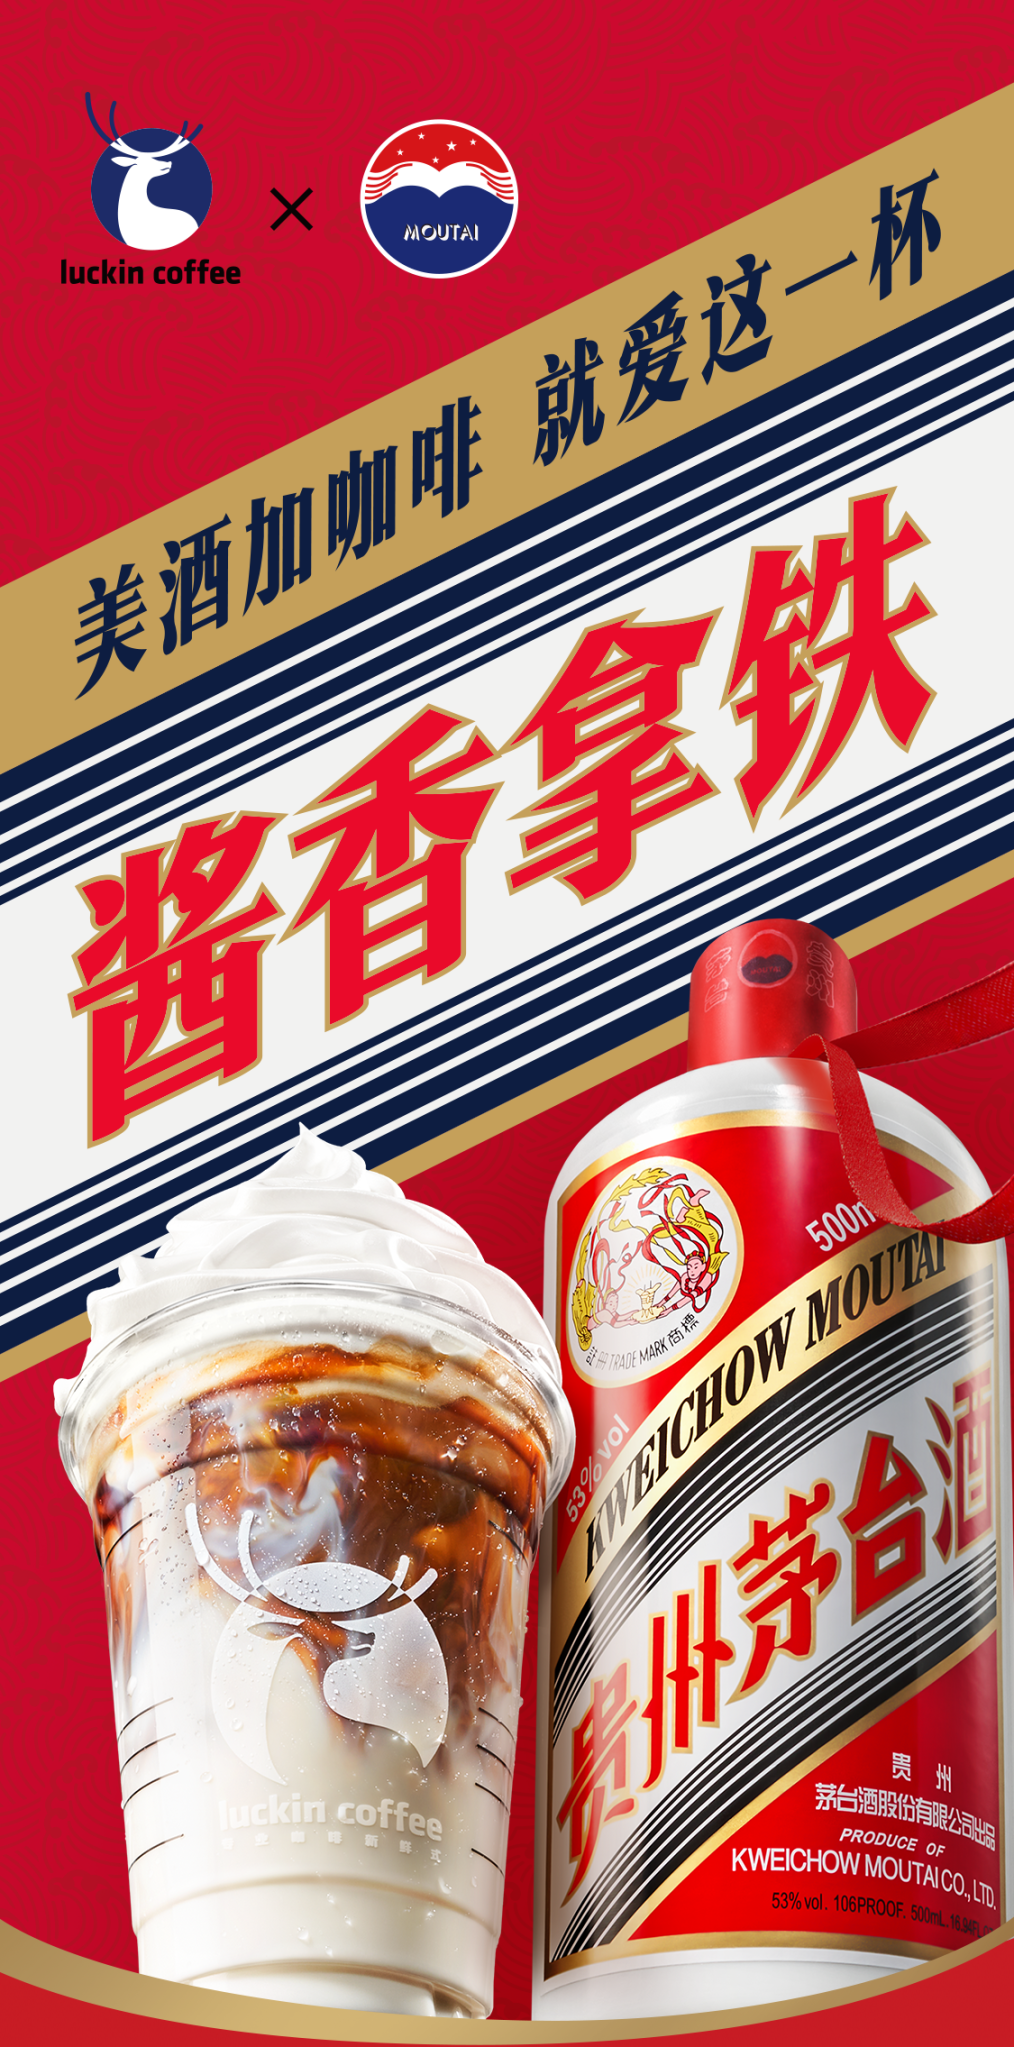 luckin coffee
×
MOUTAI
美酒加咖啡 就爱这一杯
酱香拿铁
註冊 TRADE MARK 商標
53%vol
KWEICHOW MOUTAI
贵州茅台酒
贵州
茅台酒股份有限公司出品
PRODUCE OF
KWEICHOW MOUTAI CO., LTD.
53% vol. 106PROOF. 500mL.
luckin coffee